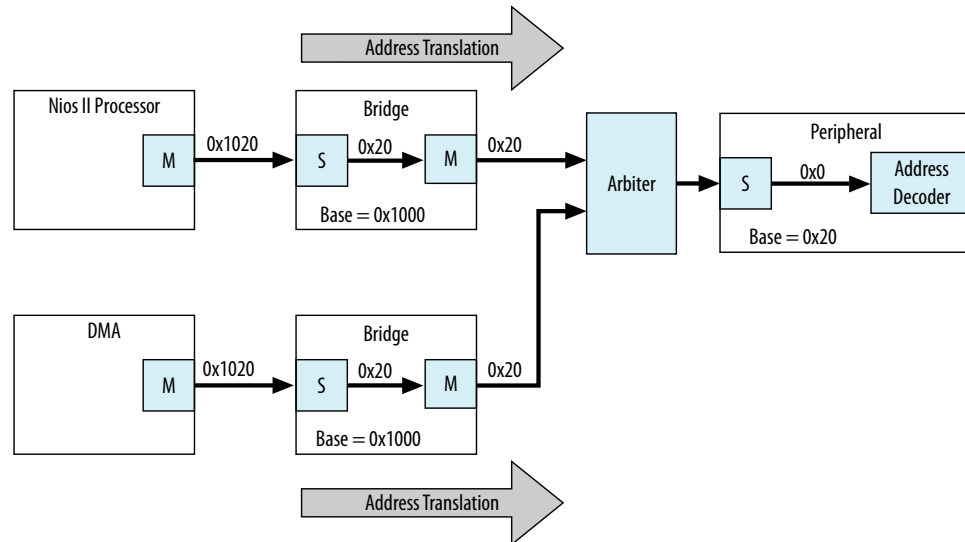 Address Translation
Nios II Processor
M
0x1020
Bridge
S
0x20
M
0x20
Base = 0x1000
Arbiter
Peripheral
S
0x0
Address
Decoder
Base = 0x20
DMA
M
0x1020
Bridge
S
0x20
M
0x20
Base = 0x1000
Address Translation